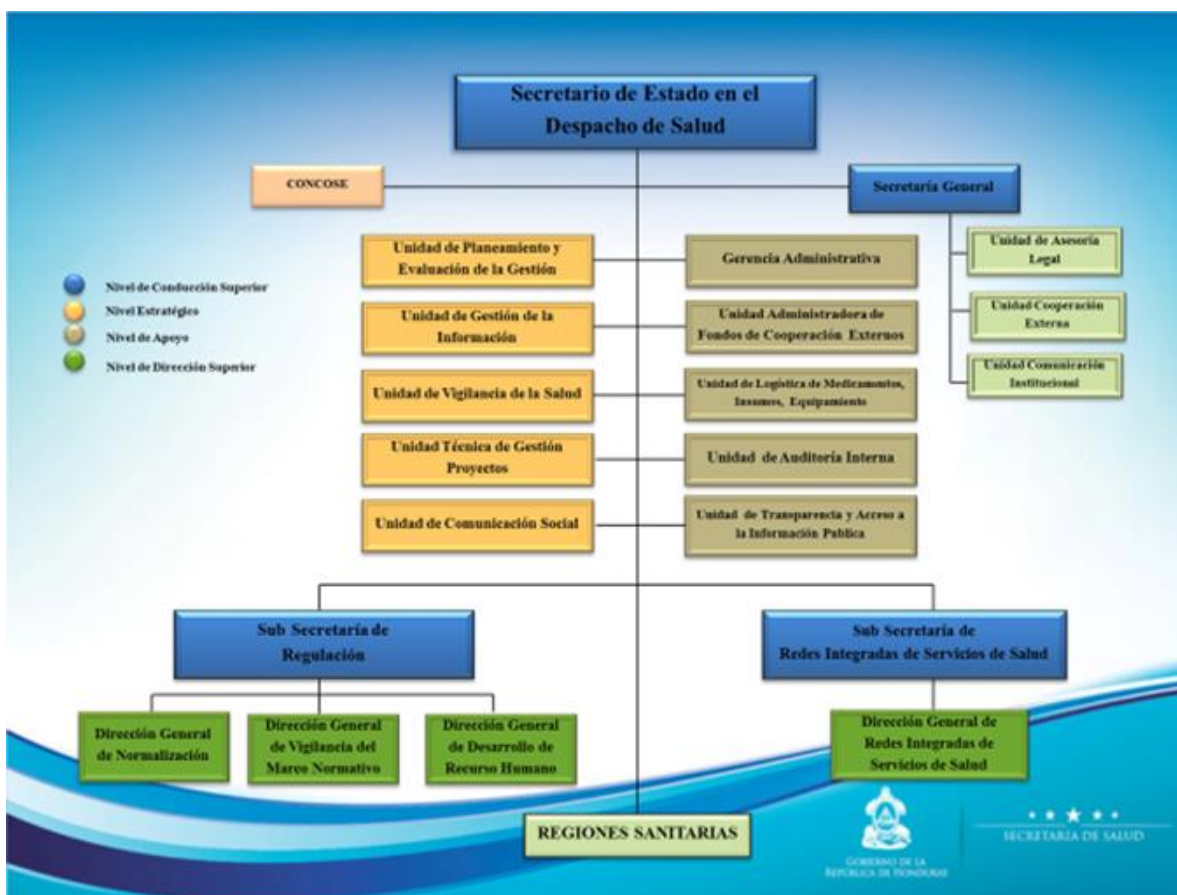 Secretario de Estado en el
Despacho de Salud
CONCOSE
Secretaría General
Unidad de Asesoría
Legal
Unidad Cooperación
Externa
Unidad Comunicación
Institucional
Nivel de Conducción Superior
Nivel Estratégico
Nivel de Apoyo
Nivel de Dirección Superior
Unidad de Planeamiento y
Evaluación de la Gestión
Gerencia Administrativa
Unidad de Gestión de la
Información
Unidad Administradora de
Fondos de Cooperación Externos
Unidad de Vigilancia de la Salud
Unidad de Logística de Medicamentos,
Insumos, Equipamiento
Unidad Técnica de Gestión
Proyectos
Unidad de Auditoría Interna
Unidad de Comunicación Social
Unidad de Transparencia y Acceso a
la Información Publica
Sub Secretaría de
Regulación
Sub Secretaría de
Redes Integradas de Servicios de Salud
Dirección General
de Normalización
Dirección General
de Vigilancia del
Marco Normativo
Dirección General
de Desarrollo de
Recurso Humano
Dirección General de
Redes Integradas de
Servicios de Salud
REGIONES SANITARIAS
GOBIERNO DE LA
REPÚBLICA DE HONDURAS
SECRETARÍA DE SALUD